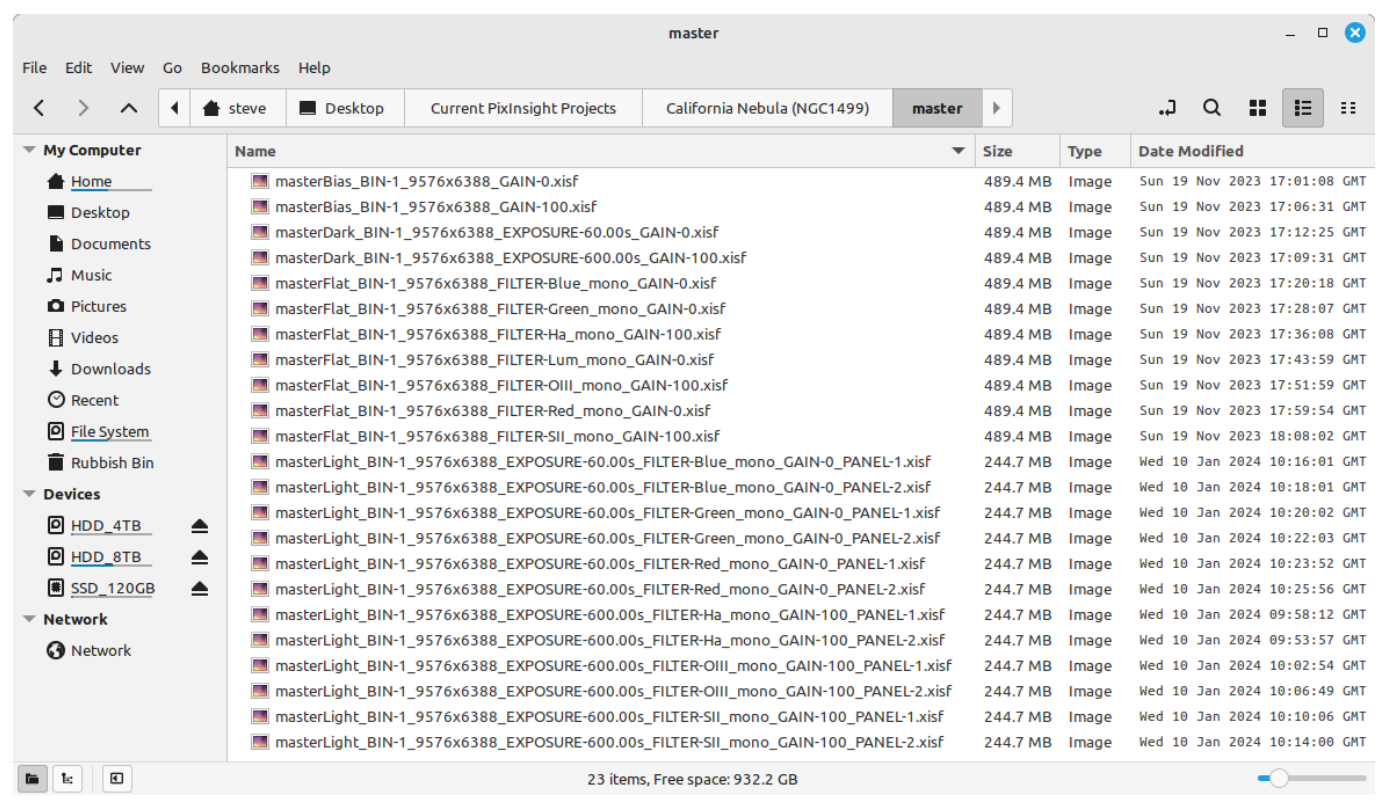 master
File Edit View Go Bookmarks Help
steve Desktop Current PixInsight Projects California Nebula (NGC1499) master
My Computer
Home
Desktop
Documents
Music
Pictures
Videos
Downloads
Recent
File System
Rubbish Bin
Devices
HDD_4TB
HDD_8TB
SSD_120GB
Network
Network
Name Size Type Date Modified
masterBias_BIN-1_9576x6388_GAIN-0.xisf 489.4 MB Image Sun 19 Nov 2023 17:01:08 GMT
masterBias_BIN-1_9576x6388_GAIN-100.xisf 489.4 MB Image Sun 19 Nov 2023 17:06:31 GMT
masterDark_BIN-1_9576x6388_EXPOSURE-60.00s_GAIN-0.xisf 489.4 MB Image Sun 19 Nov 2023 17:12:25 GMT
masterDark_BIN-1_9576x6388_EXPOSURE-600.00s_GAIN-100.xisf 489.4 MB Image Sun 19 Nov 2023 17:09:31 GMT
masterFlat_BIN-1_9576x6388_FILTER-Blue_mono_GAIN-0.xisf 489.4 MB Image Sun 19 Nov 2023 17:20:18 GMT
masterFlat_BIN-1_9576x6388_FILTER-Green_mono_GAIN-0.xisf 489.4 MB Image Sun 19 Nov 2023 17:28:07 GMT
masterFlat_BIN-1_9576x6388_FILTER-Ha_mono_GAIN-100.xisf 489.4 MB Image Sun 19 Nov 2023 17:36:08 GMT
masterFlat_BIN-1_9576x6388_FILTER-Lum_mono_GAIN-0.xisf 489.4 MB Image Sun 19 Nov 2023 17:43:59 GMT
masterFlat_BIN-1_9576x6388_FILTER-OIII_mono_GAIN-100.xisf 489.4 MB Image Sun 19 Nov 2023 17:51:59 GMT
masterFlat_BIN-1_9576x6388_FILTER-Red_mono_GAIN-0.xisf 489.4 MB Image Sun 19 Nov 2023 17:59:54 GMT
masterFlat_BIN-1_9576x6388_FILTER-SII_mono_GAIN-100.xisf 489.4 MB Image Sun 19 Nov 2023 18:08:02 GMT
masterLight_BIN-1_9576x6388_EXPOSURE-60.00s_FILTER-Blue_mono_GAIN-0_PANEL-1.xisf 244.7 MB Image Wed 10 Jan 2024 10:16:01 GMT
masterLight_BIN-1_9576x6388_EXPOSURE-60.00s_FILTER-Blue_mono_GAIN-0_PANEL-2.xisf 244.7 MB Image Wed 10 Jan 2024 10:18:01 GMT
masterLight_BIN-1_9576x6388_EXPOSURE-60.00s_FILTER-Green_mono_GAIN-0_PANEL-1.xisf 244.7 MB Image Wed 10 Jan 2024 10:20:02 GMT
masterLight_BIN-1_9576x6388_EXPOSURE-60.00s_FILTER-Green_mono_GAIN-0_PANEL-2.xisf 244.7 MB Image Wed 10 Jan 2024 10:22:03 GMT
masterLight_BIN-1_9576x6388_EXPOSURE-60.00s_FILTER-Red_mono_GAIN-0_PANEL-1.xisf 244.7 MB Image Wed 10 Jan 2024 10:23:52 GMT
masterLight_BIN-1_9576x6388_EXPOSURE-60.00s_FILTER-Red_mono_GAIN-0_PANEL-2.xisf 244.7 MB Image Wed 10 Jan 2024 10:25:56 GMT
masterLight_BIN-1_9576x6388_EXPOSURE-600.00s_FILTER-Ha_mono_GAIN-100_PANEL-1.xisf 244.7 MB Image Wed 10 Jan 2024 09:58:12 GMT
masterLight_BIN-1_9576x6388_EXPOSURE-600.00s_FILTER-Ha_mono_GAIN-100_PANEL-2.xisf 244.7 MB Image Wed 10 Jan 2024 09:53:57 GMT
masterLight_BIN-1_9576x6388_EXPOSURE-600.00s_FILTER-OIII_mono_GAIN-100_PANEL-1.xisf 244.7 MB Image Wed 10 Jan 2024 10:02:54 GMT
masterLight_BIN-1_9576x6388_EXPOSURE-600.00s_FILTER-OIII_mono_GAIN-100_PANEL-2.xisf 244.7 MB Image Wed 10 Jan 2024 10:06:49 GMT
masterLight_BIN-1_9576x6388_EXPOSURE-600.00s_FILTER-SII_mono_GAIN-100_PANEL-1.xisf 244.7 MB Image Wed 10 Jan 2024 10:10:06 GMT
masterLight_BIN-1_9576x6388_EXPOSURE-600.00s_FILTER-SII_mono_GAIN-100_PANEL-2.xisf 244.7 MB Image Wed 10 Jan 2024 10:14:00 GMT
23 items, Free space: 932.2 GB